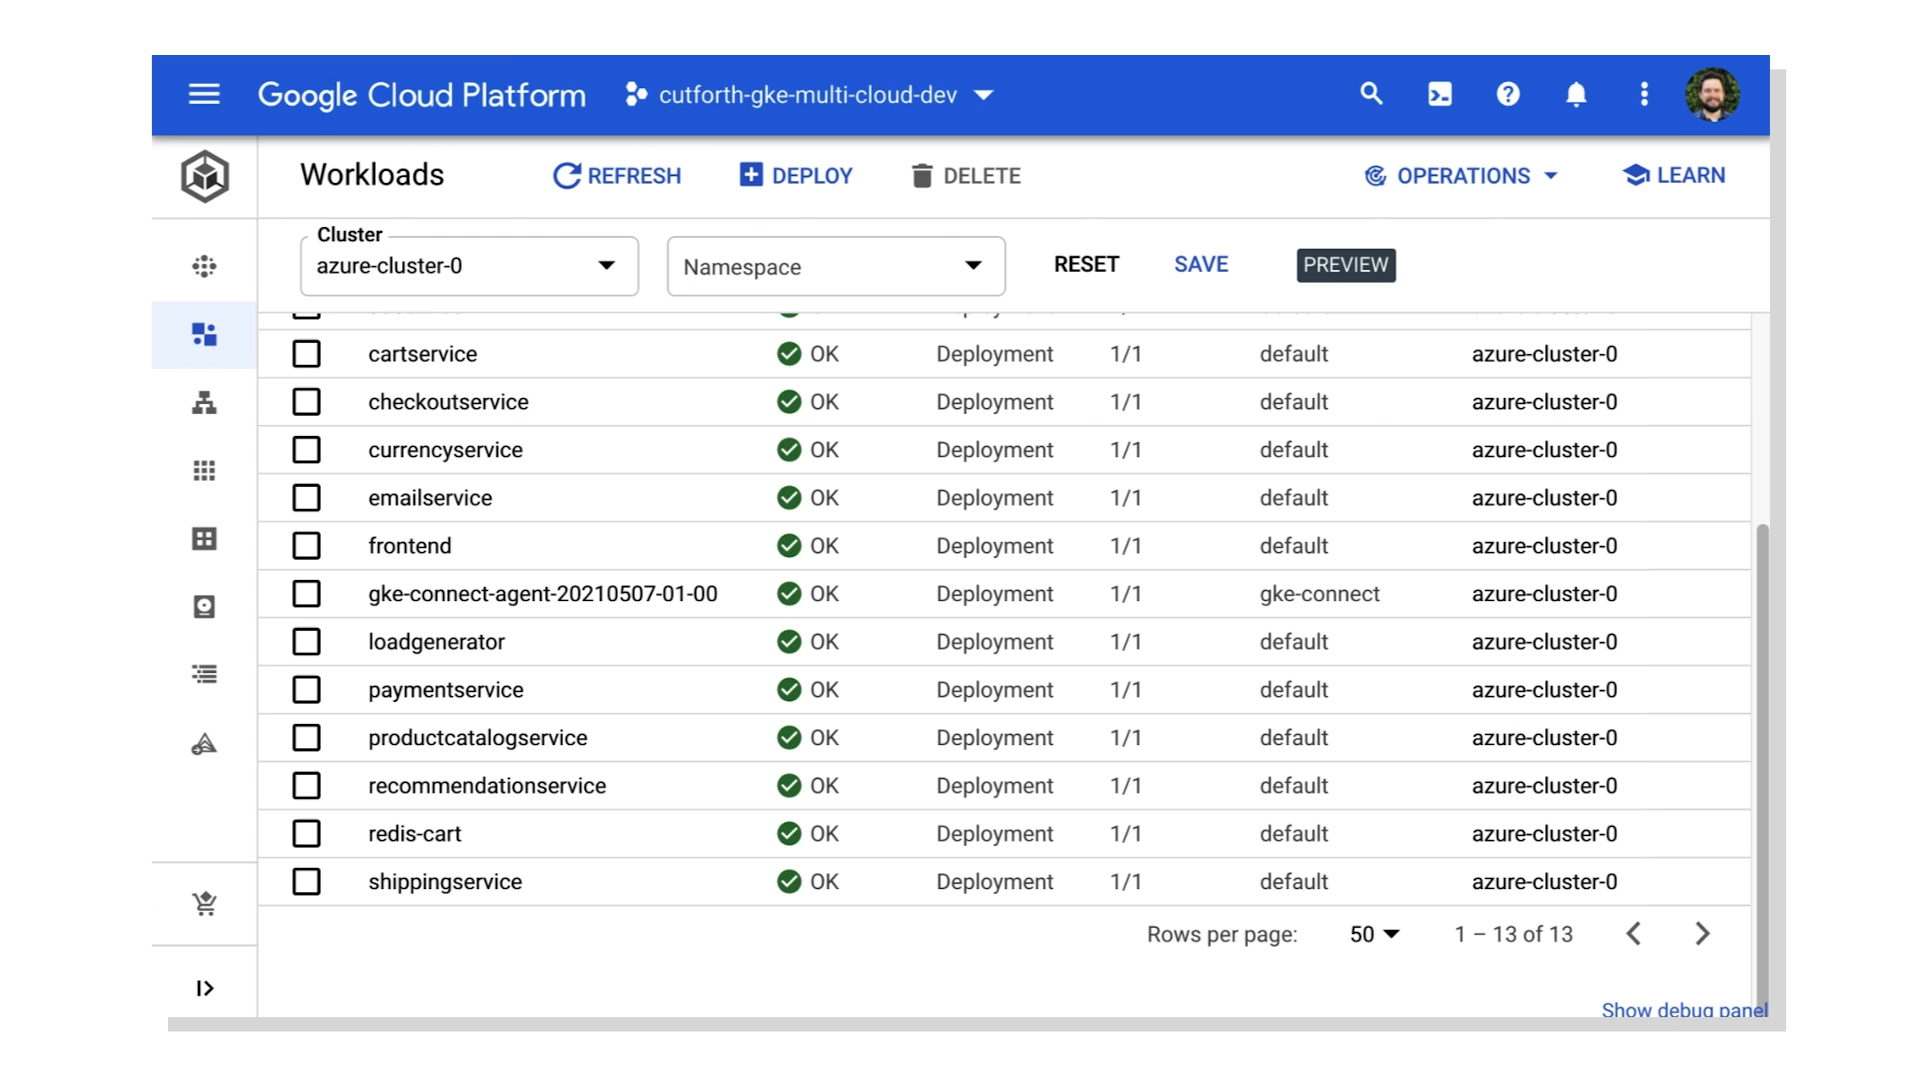 Google Cloud Platform cutforth-gke-multi-cloud-dev
Workloads REFRESH DEPLOY DELETE OPERATIONS LEARN
Cluster
azure-cluster-0 Namespace RESET SAVE PREVIEW
cartservice OK Deployment 1/1 default azure-cluster-0
checkoutservice OK Deployment 1/1 default azure-cluster-0
currencyservice OK Deployment 1/1 default azure-cluster-0
emailservice OK Deployment 1/1 default azure-cluster-0
frontend OK Deployment 1/1 default azure-cluster-0
gke-connect-agent-20210507-01-00 OK Deployment 1/1 gke-connect azure-cluster-0
loadgenerator OK Deployment 1/1 default azure-cluster-0
paymentservice OK Deployment 1/1 default azure-cluster-0
productcatalogservice OK Deployment 1/1 default azure-cluster-0
recommendationservice OK Deployment 1/1 default azure-cluster-0
redis-cart OK Deployment 1/1 default azure-cluster-0
shippingservice OK Deployment 1/1 default azure-cluster-0
Rows per page: 50 1 – 13 of 13
Show debug panel